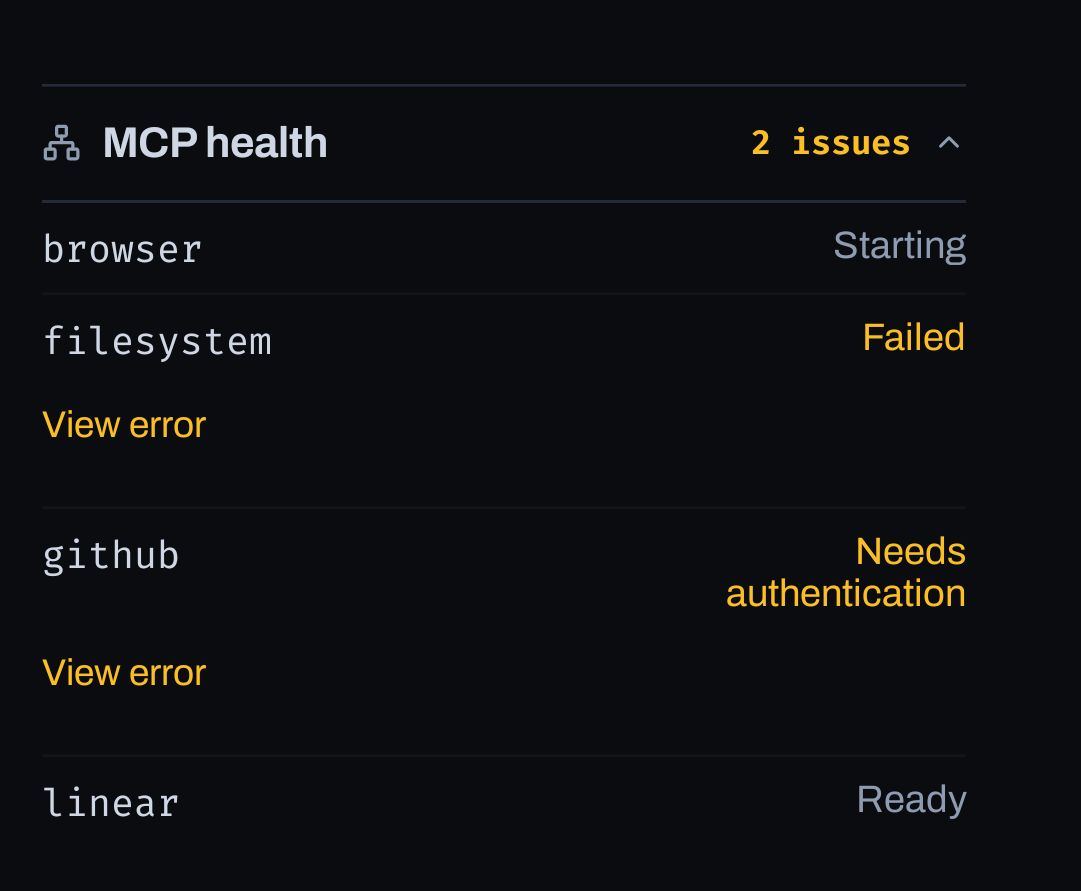 MCP health
2 issues
browser
Starting
filesystem
Failed
View error
github
Needs
authentication
View error
linear
Ready